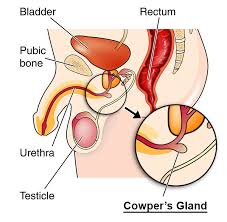 Bladder
Rectum
Pubic
bone
Urethra
Testicle
Cowper's Gland